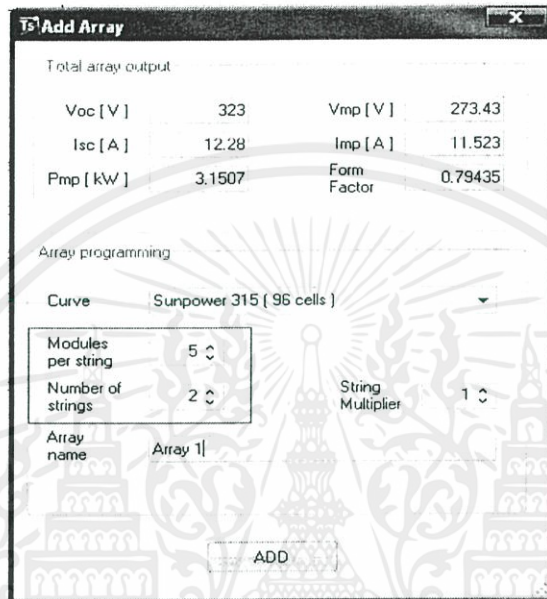 Ts Add Array
X
Total array output
Voc [ V ] 323 Vmp [ V ] 273.43
Isc [ A ] 12.28 Imp [ A ] 11.523
Pmp [ kW ] 3.1507 Form Factor 0.79435
Array programming
Curve Sunpower 315 ( 96 cells )
Modules per string 5
Number of strings 2 String Multiplier 1
Array name Array 1
ADD